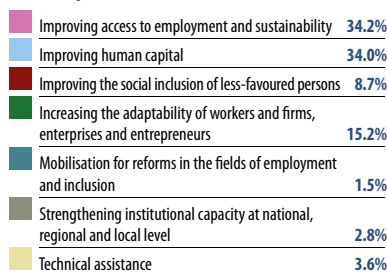 Improving access to employment and sustainability 34.2%
Improving human capital 34.0%
Improving the social inclusion of less-favoured persons 8.7%
Increasing the adaptability of workers and firms,
enterprises and entrepreneurs 15.2%
Mobilisation for reforms in the fields of employment
and inclusion 1.5%
Strengthening institutional capacity at national,
regional and local level 2.8%
Technical assistance 3.6%